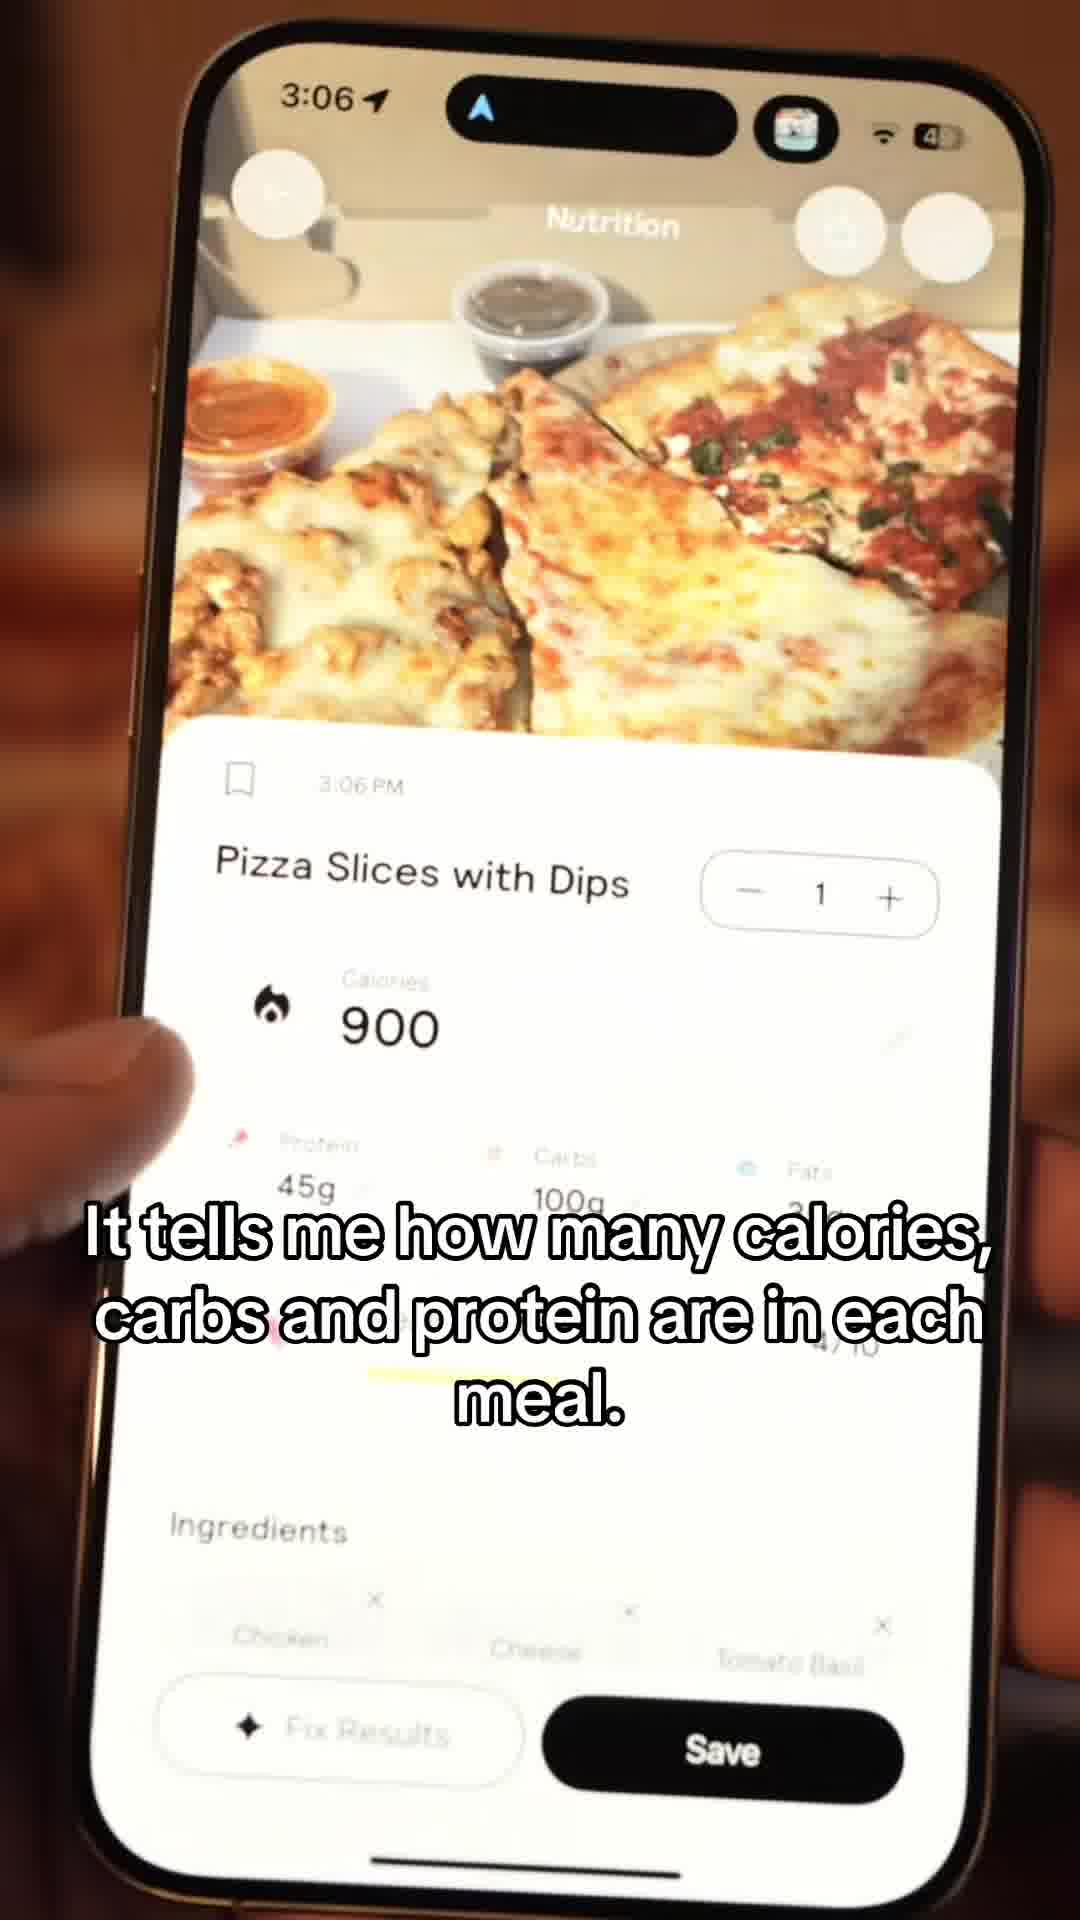 3:06
Nutrition
3:06 PM
Pizza Slices with Dips
1
Calories
900
Protein
Carbs
Fats
45g
100g
It tells me how many calories,
carbs and protein are in each
meal.
4/10
Ingredients
Chicken
Cheese
Tomato Basil
Fix Results
Save